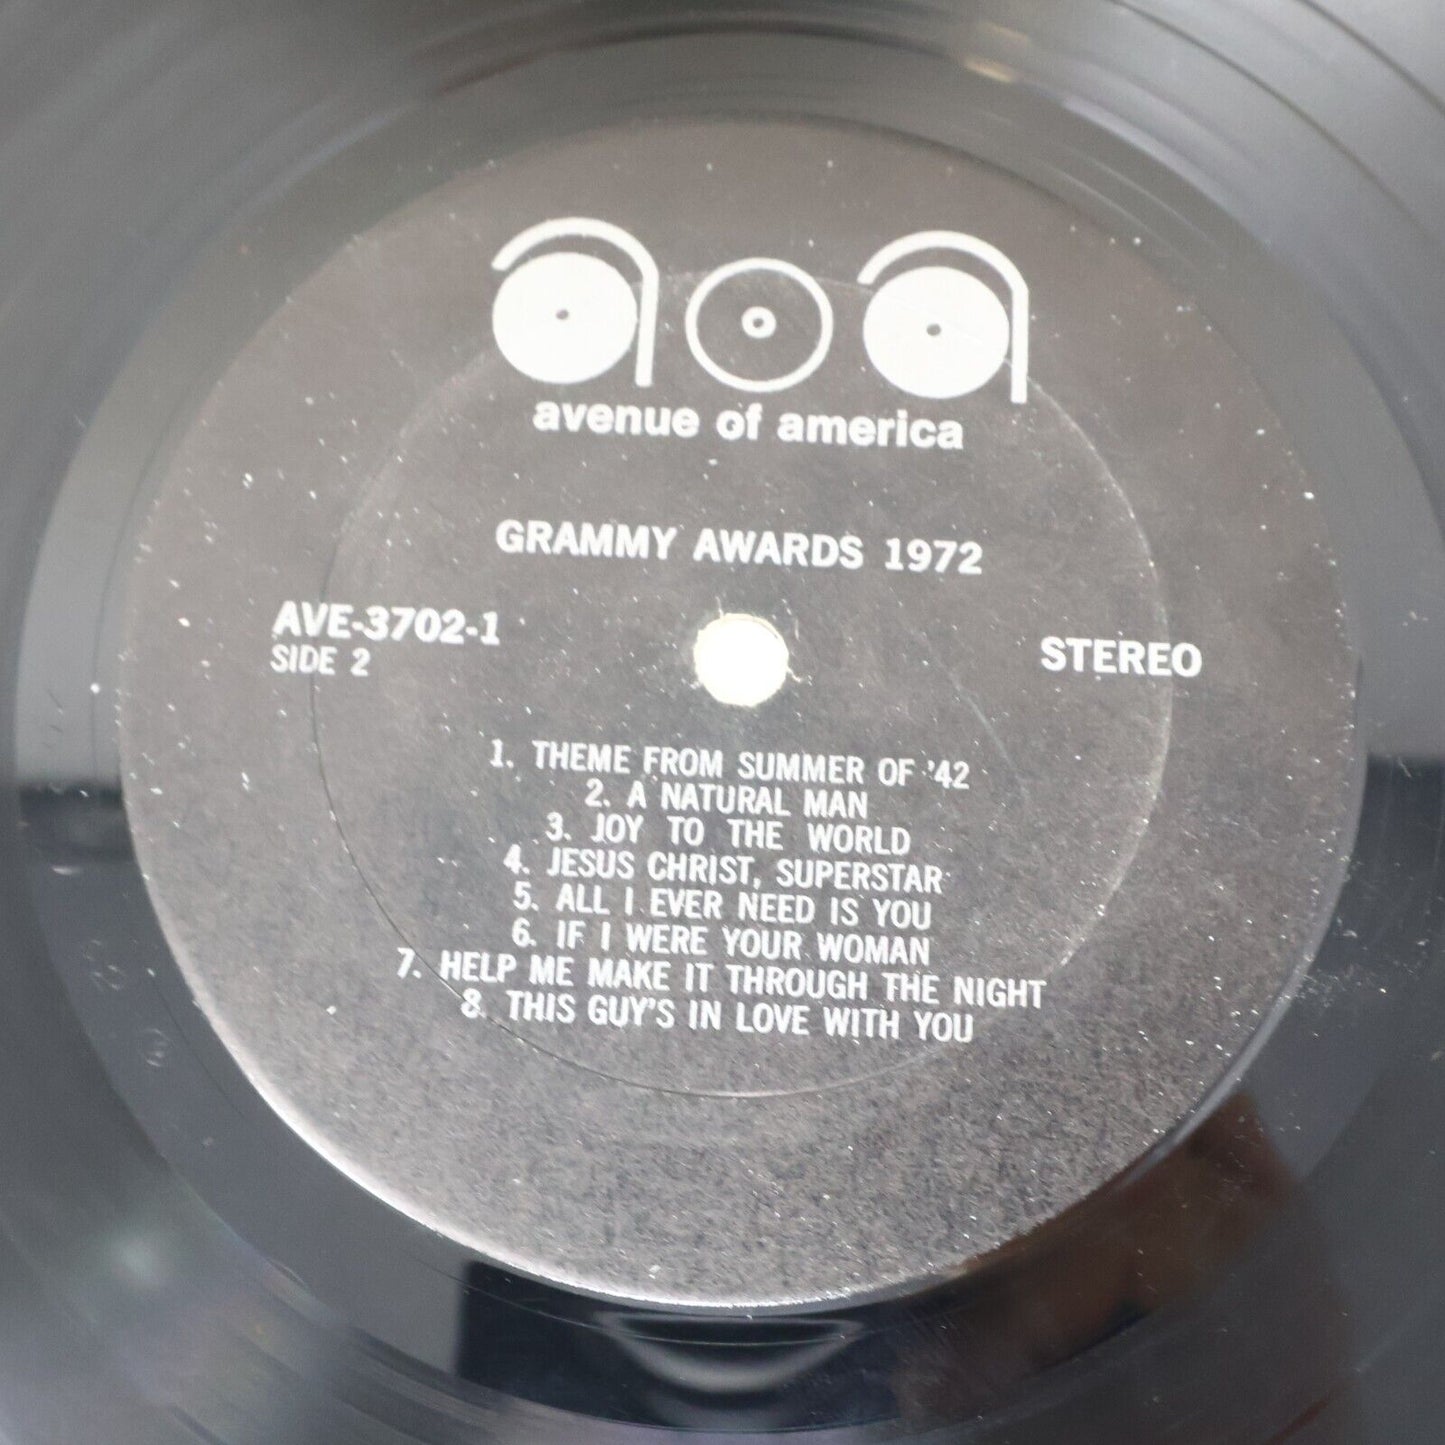 aoa
avenue of america
GRAMMY AWARDS 1972
AVE-3702-1
SIDE 2
STEREO
1. THEME FROM SUMMER OF '42
2. A NATURAL MAN
3. JOY TO THE WORLD
4. JESUS CHRIST, SUPERSTAR
5. ALL I EVER NEED IS YOU
6. IF I WERE YOUR WOMAN
7. HELP ME MAKE IT THROUGH THE NIGHT
8. THIS GUY'S IN LOVE WITH YOU